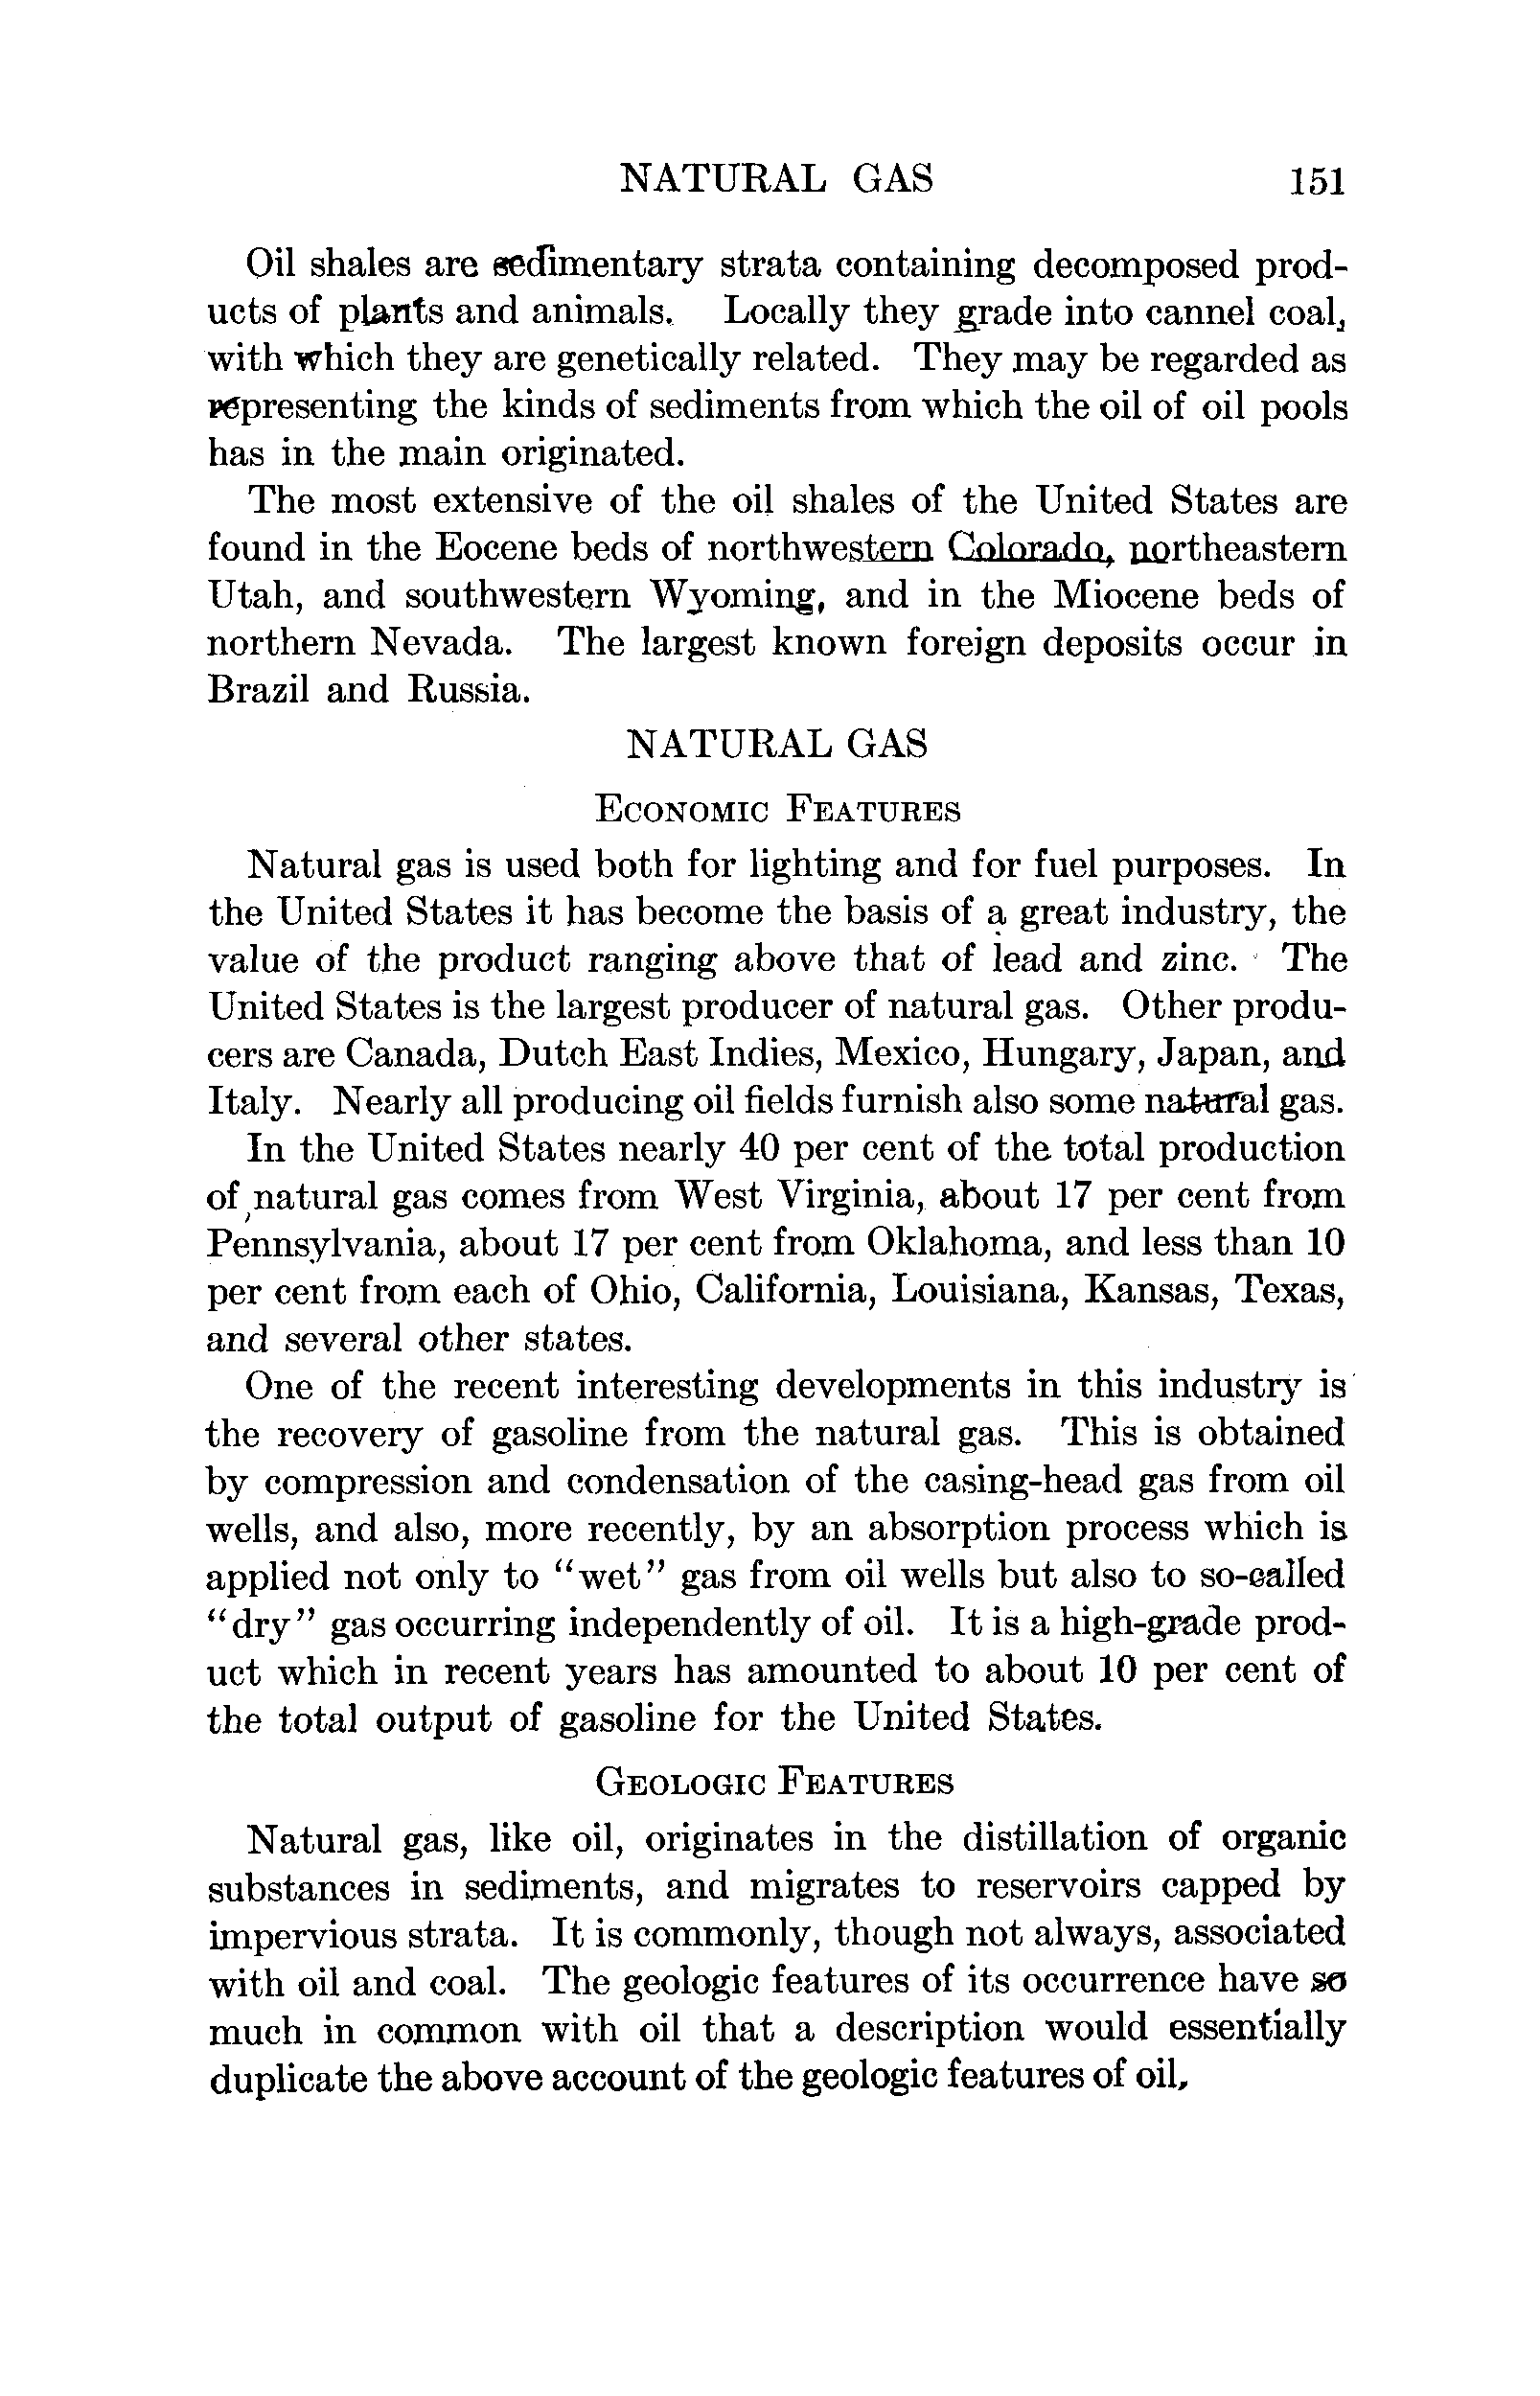 NATURAL GAS 151
Oil shales are sedimentary strata containing decomposed prod-
ucts of plants and animals. Locally they grade into cannel coal,
with which they are genetically related. They may be regarded as
representing the kinds of sediments from which the oil of oil pools
has in the main originated.
The most extensive of the oil shales of the United States are
found in the Eocene beds of northwestern Colorado, northeastern
Utah, and southwestern Wyoming, and in the Miocene beds of
northern Nevada. The largest known foreign deposits occur in
Brazil and Russia.
NATURAL GAS
Economic Features
Natural gas is used both for lighting and for fuel purposes. In
the United States it has become the basis of a great industry, the
value of the product ranging above that of lead and zinc. The
United States is the largest producer of natural gas. Other produ-
cers are Canada, Dutch East Indies, Mexico, Hungary, Japan, and
Italy. Nearly all producing oil fields furnish also some natural gas.
In the United States nearly 40 per cent of the total production
of natural gas comes from West Virginia, about 17 per cent from
Pennsylvania, about 17 per cent from Oklahoma, and less than 10
per cent from each of Ohio, California, Louisiana, Kansas, Texas,
and several other states.
One of the recent interesting developments in this industry is
the recovery of gasoline from the natural gas. This is obtained
by compression and condensation of the casing-head gas from oil
wells, and also, more recently, by an absorption process which is
applied not only to "wet" gas from oil wells but also to so-called
"dry" gas occurring independently of oil. It is a high-grade prod-
uct which in recent years has amounted to about 10 per cent of
the total output of gasoline for the United States.
Geologic Features
Natural gas, like oil, originates in the distillation of organic
substances in sediments, and migrates to reservoirs capped by
impervious strata. It is commonly, though not always, associated
with oil and coal. The geologic features of its occurrence have so
much in common with oil that a description would essentially
duplicate the above account of the geologic features of oil.